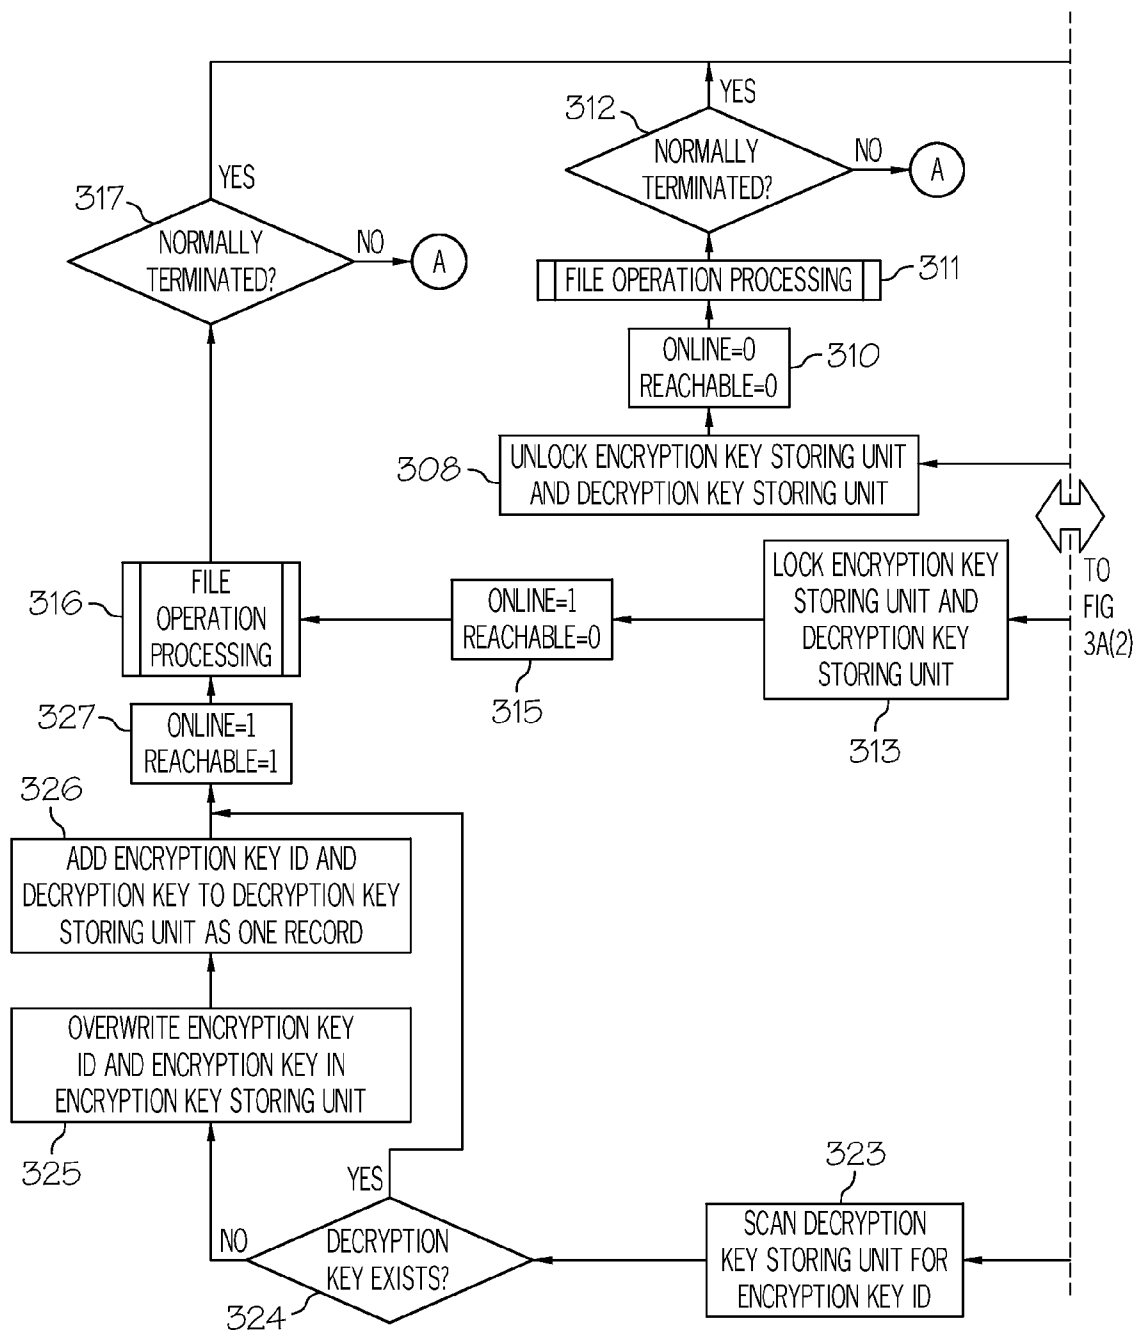 YES
312
NORMALLY
TERMINATED?
NO
A
YES
317
NORMALLY
TERMINATED?
NO
A
FILE OPERATION PROCESSING
311
ONLINE=0
REACHABLE=0
310
308
UNLOCK ENCRYPTION KEY STORING UNIT
AND DECRYPTION KEY STORING UNIT
LOCK ENCRYPTION KEY
STORING UNIT AND
DECRYPTION KEY
STORING UNIT
313
TO
FIG
3A(2)
ONLINE=1
REACHABLE=0
315
316
FILE
OPERATION
PROCESSING
327
ONLINE=1
REACHABLE=1
326
ADD ENCRYPTION KEY ID AND
DECRYPTION KEY TO DECRYPTION KEY
STORING UNIT AS ONE RECORD
OVERWRITE ENCRYPTION KEY
ID AND ENCRYPTION KEY IN
ENCRYPTION KEY STORING UNIT
325
YES
NO
DECRYPTION
KEY EXISTS?
324
323
SCAN DECRYPTION
KEY STORING UNIT FOR
ENCRYPTION KEY ID